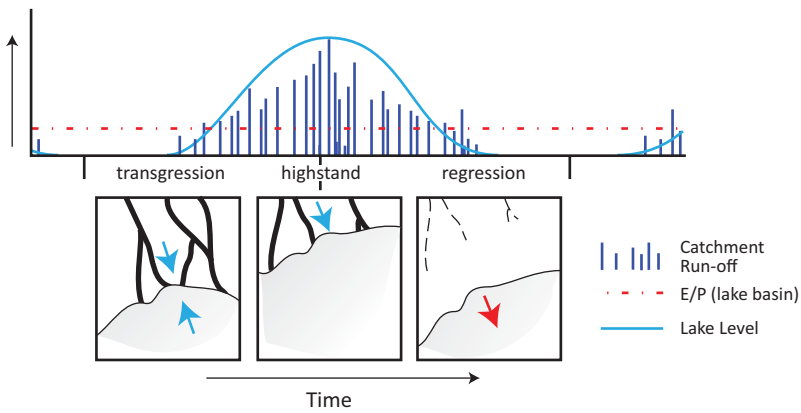 transgression
highstand
regression
Catchment
Run-off
E/P (lake basin)
Lake Level
Time